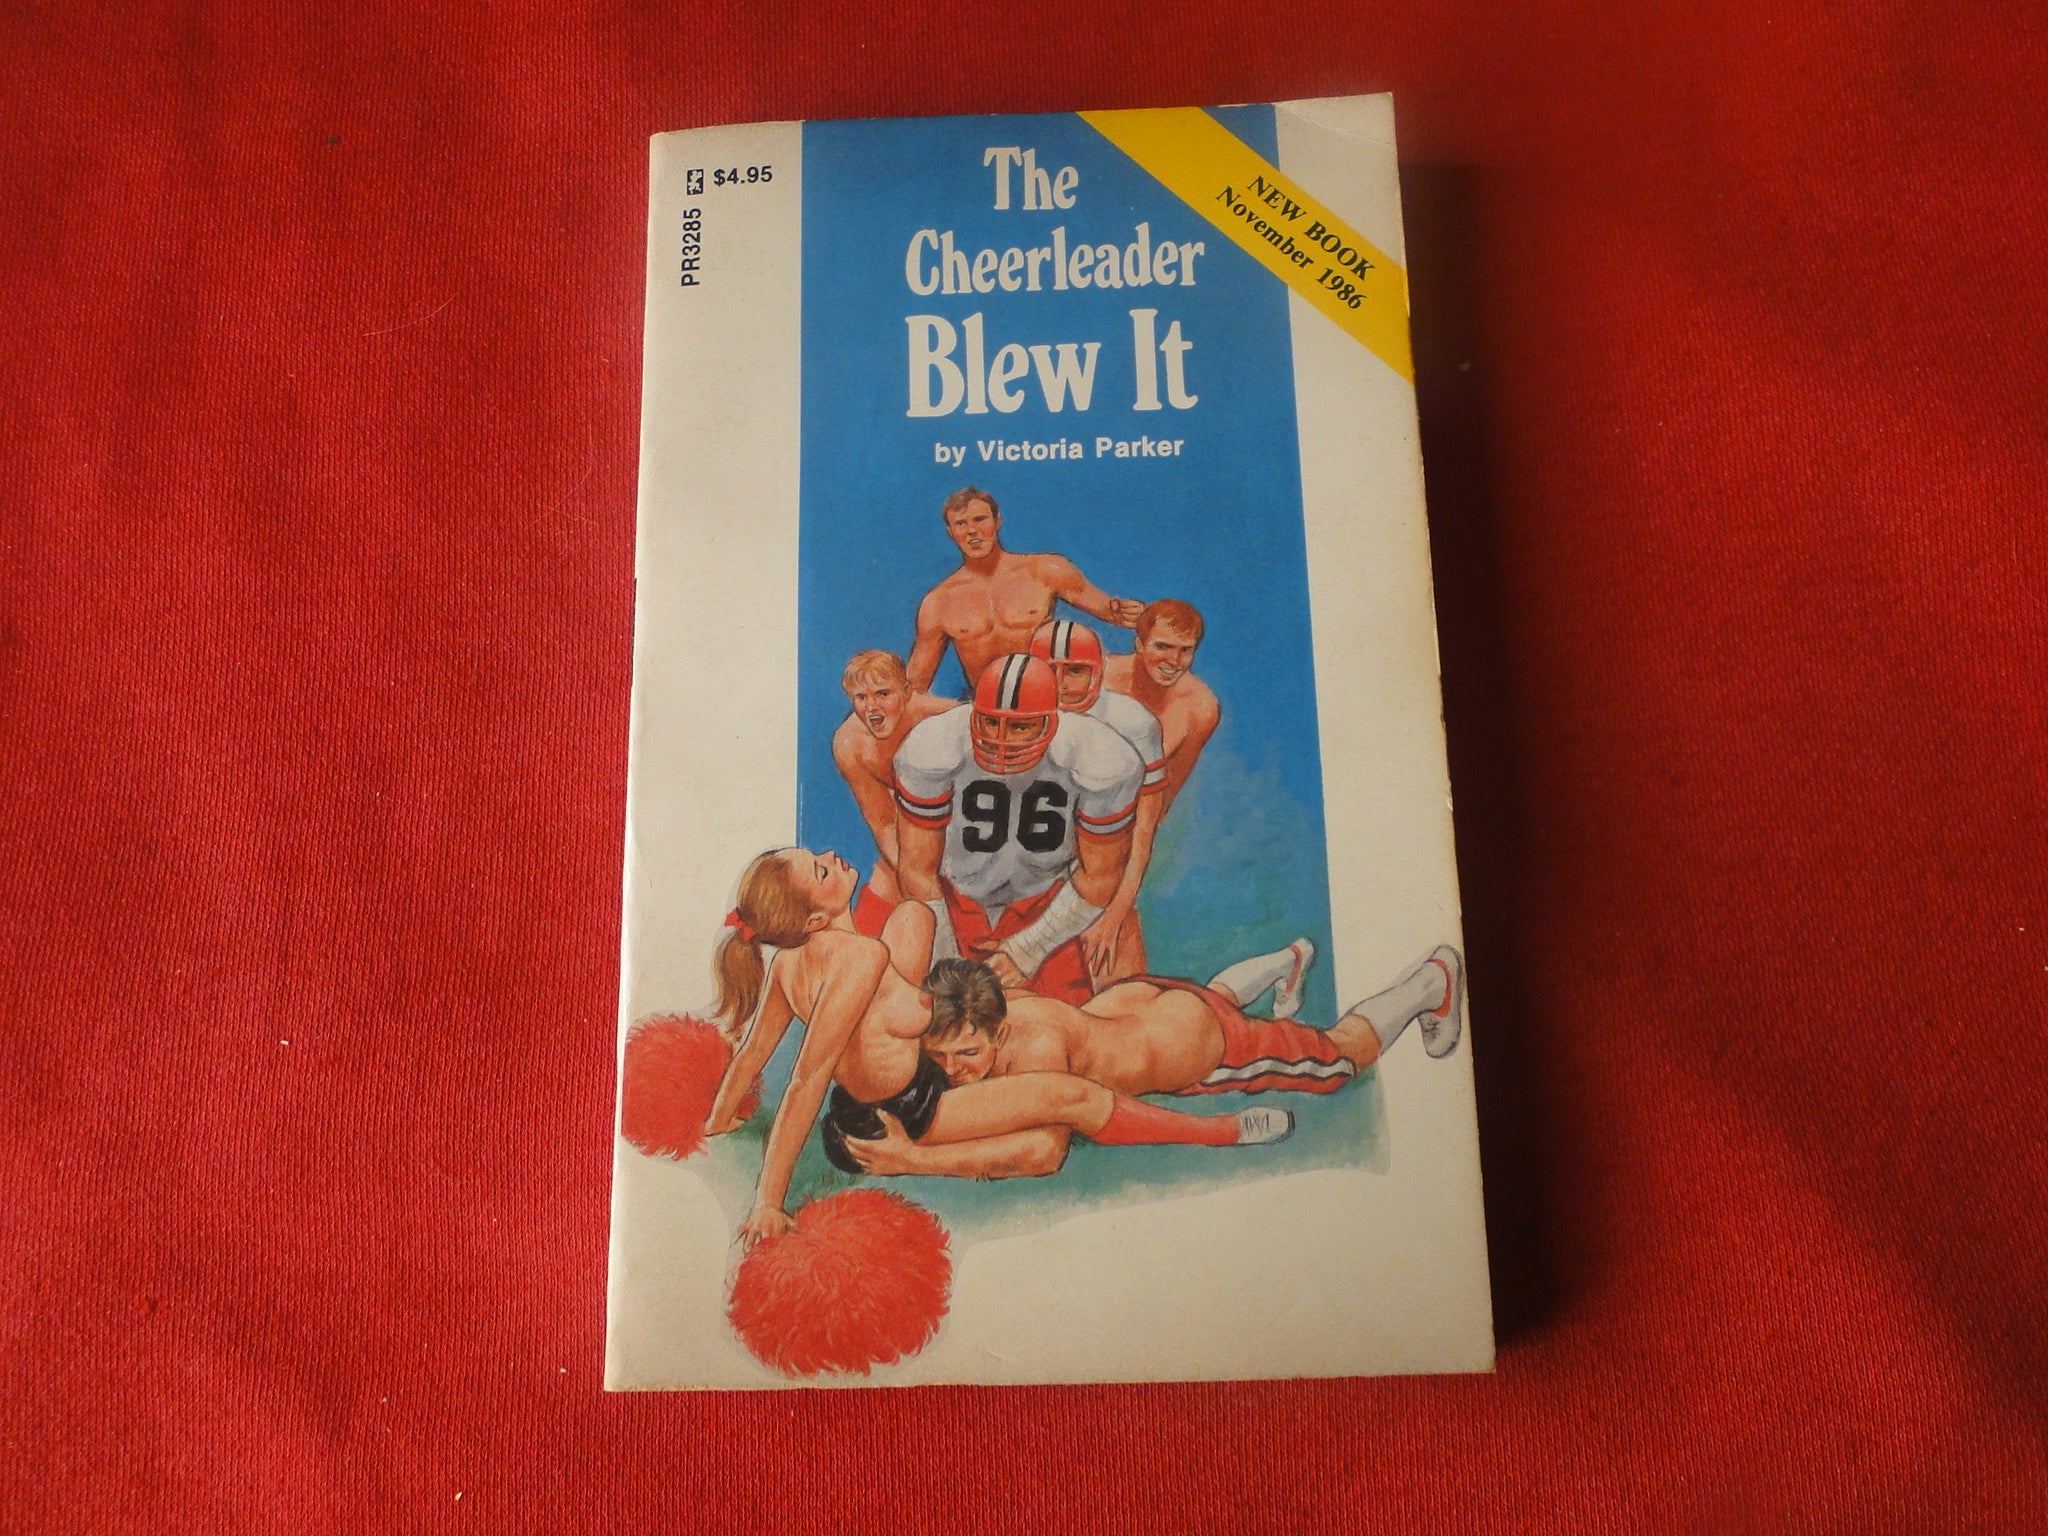 $4.95
PR3285
NEW BOOK
November 1986
The
Cheerleader
Blew It
by Victoria Parker
96